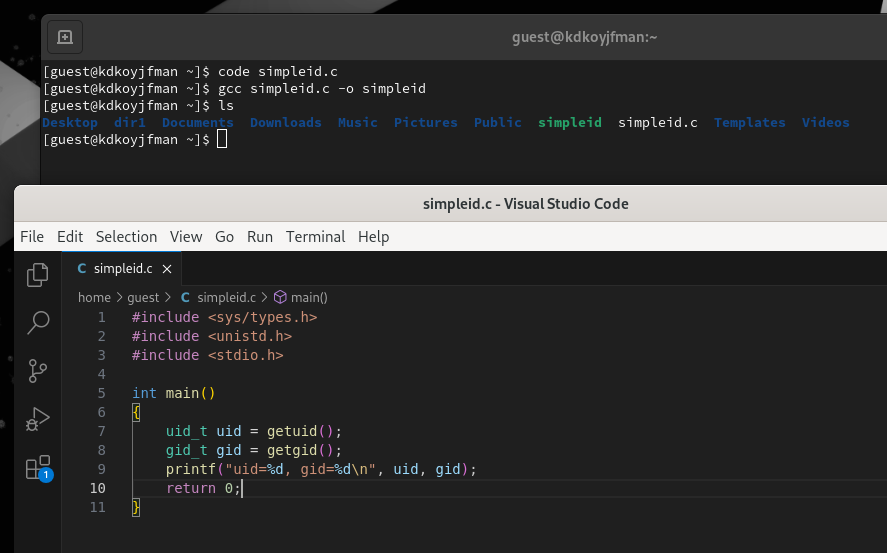 guest@kdkoyjfman:~
[guest@kdkoyjfman ~]$ code simpleid.c
[guest@kdkoyjfman ~]$ gcc simpleid.c -o simpleid
[guest@kdkoyjfman ~]$ ls
Desktop dir1 Documents Downloads Music Pictures Public simpleid simpleid.c Templates Videos
[guest@kdkoyjfman ~]$
simpleid.c - Visual Studio Code
File Edit Selection View Go Run Terminal Help
C simpleid.c ×
home > guest > C simpleid.c > main()
1 #include <sys/types.h>
2 #include <unistd.h>
3 #include <stdio.h>
4
5 int main()
6 {
7     uid_t uid = getuid();
8     gid_t gid = getgid();
9     printf("uid=%d, gid=%d\n", uid, gid);
10     return 0;
11 }
1